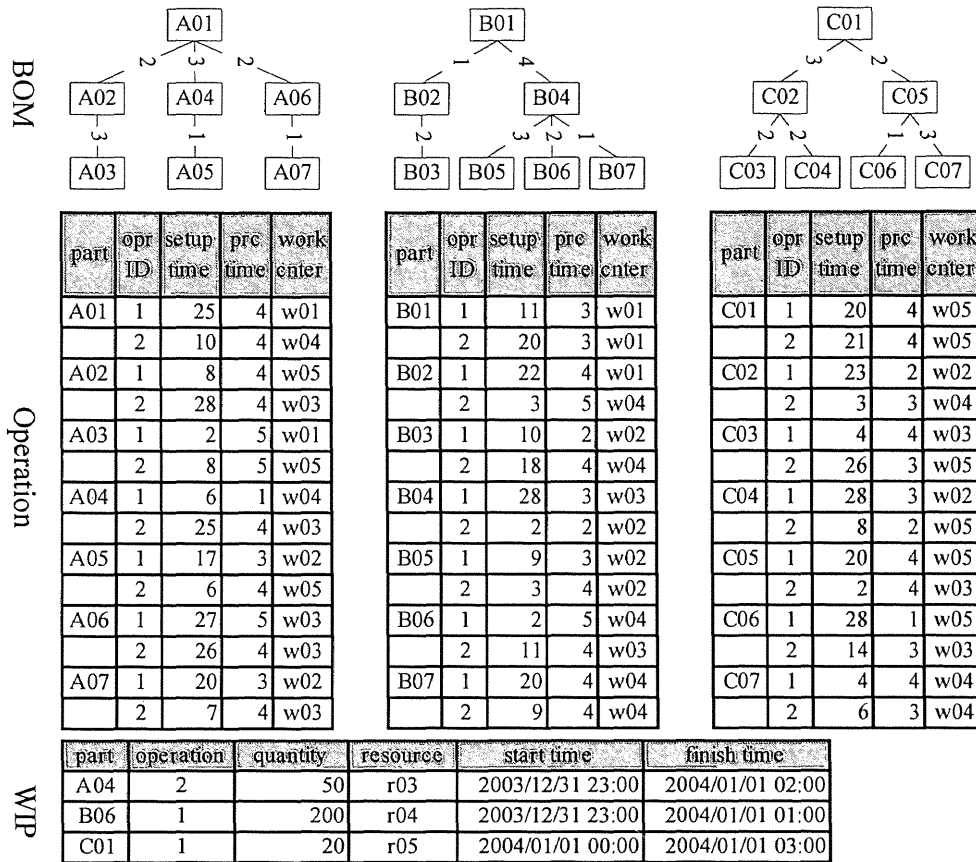 BOM
A01 B01 C01
2 3 2 1 4 3 2
A02 A04 A06 B02 B04 C02 C05
3 1 1 2 3 2 1 2 2 1 3
A03 A05 A07 B03 B05 B06 B07 C03 C04 C06 C07
Operation
part opr ID setup time prc time work cnter
A01 1 25 4 w01
2 10 4 w04
A02 1 8 4 w05
2 28 4 w03
A03 1 2 5 w01
2 8 5 w05
A04 1 6 1 w04
2 25 4 w03
A05 1 17 3 w02
2 6 4 w05
A06 1 27 5 w03
2 26 4 w03
A07 1 20 3 w02
2 7 4 w03
part opr ID setup time prc time work cnter
B01 1 11 3 w01
2 20 3 w01
B02 1 22 4 w01
2 3 5 w04
B03 1 10 2 w02
2 18 4 w04
B04 1 28 3 w03
2 2 2 w02
B05 1 9 3 w02
2 3 4 w02
B06 1 2 5 w04
2 11 4 w03
B07 1 20 4 w04
2 9 4 w04
part opr ID setup time prc time work cnter
C01 1 20 4 w05
2 21 4 w05
C02 1 23 2 w02
2 3 3 w04
C03 1 4 4 w03
2 26 3 w05
C04 1 28 3 w02
2 8 2 w05
C05 1 20 4 w05
2 2 4 w03
C06 1 28 1 w05
2 14 3 w03
C07 1 4 4 w04
2 6 3 w04
WIP
part operation quantity resource start time finish time
A04 2 50 r03 2003/12/31 23:00 2004/01/01 02:00
B06 1 200 r04 2003/12/31 23:00 2004/01/01 01:00
C01 1 20 r05 2004/01/01 00:00 2004/01/01 03:00